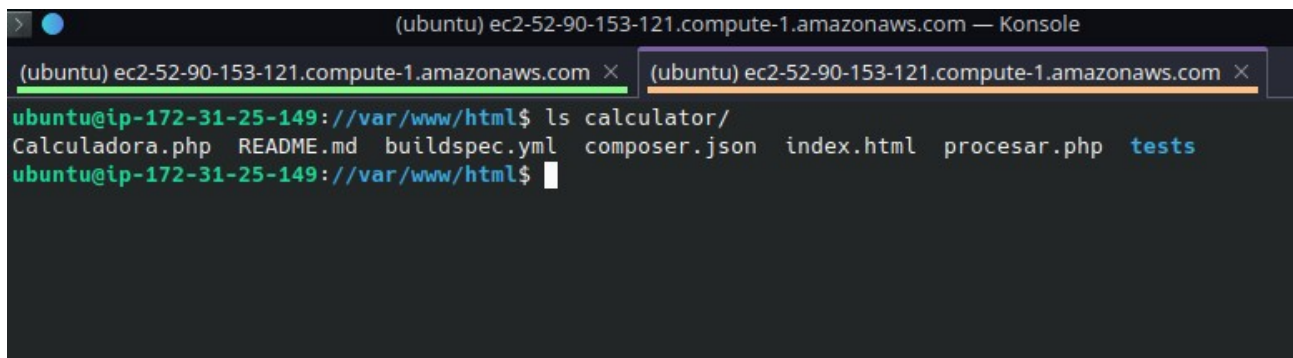 (ubuntu) ec2-52-90-153-121.compute-1.amazonaws.com — Konsole
(ubuntu) ec2-52-90-153-121.compute-1.amazonaws.com × (ubuntu) ec2-52-90-153-121.compute-1.amazonaws.com ×
ubuntu@ip-172-31-25-149://var/www/html$ ls calculator/
Calculadora.php README.md buildspec.yml composer.json index.html procesar.php tests
ubuntu@ip-172-31-25-149://var/www/html$